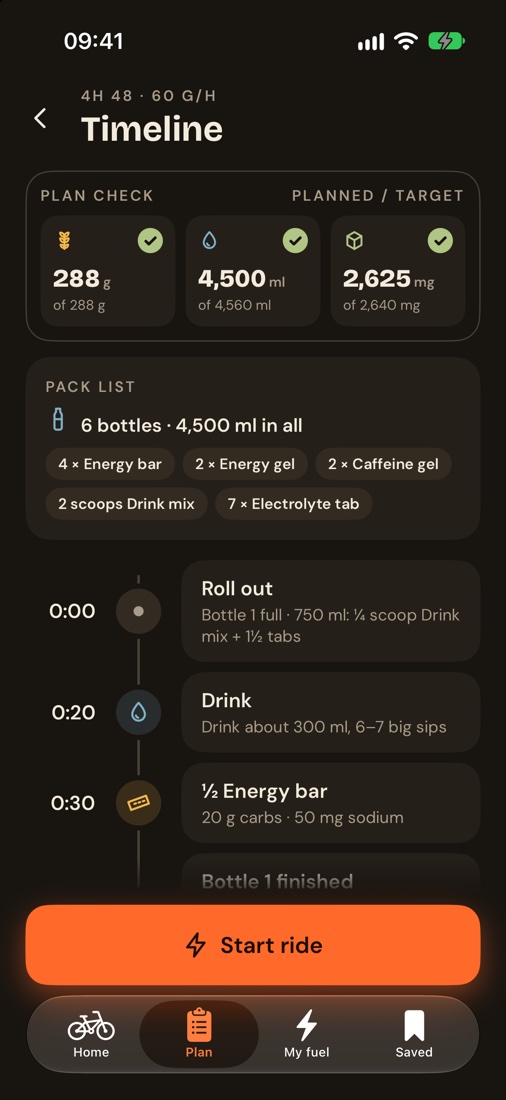 09:41
4H 48 · 60 G/H
Timeline
PLAN CHECK
PLANNED / TARGET
288 g
of 288 g
4,500 ml
of 4,560 ml
2,625 mg
of 2,640 mg
PACK LIST
6 bottles · 4,500 ml in all
4 × Energy bar
2 × Energy gel
2 × Caffeine gel
2 scoops Drink mix
7 × Electrolyte tab
0:00
Roll out
Bottle 1 full · 750 ml: ¼ scoop Drink
mix + 1½ tabs
0:20
Drink
Drink about 300 ml, 6–7 big sips
0:30
½ Energy bar
20 g carbs · 50 mg sodium
Bottle 1 finished
Start ride
Home
Plan
My fuel
Saved